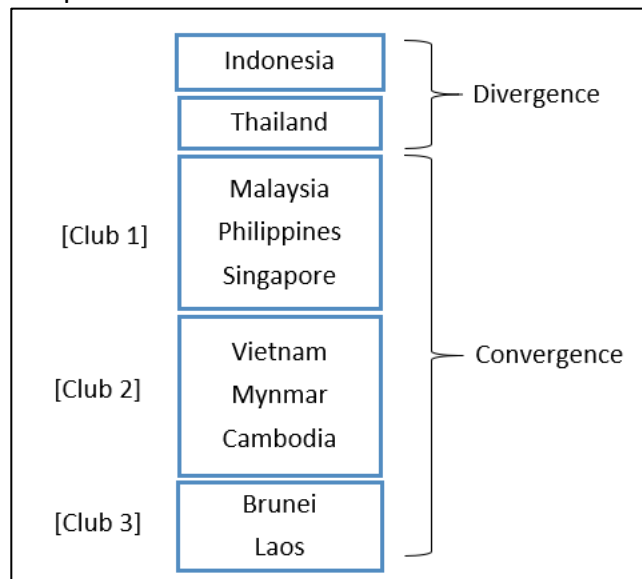 Indonesia
Thailand
Divergence
[Club 1]
Malaysia
Philippines
Singapore
[Club 2]
Vietnam
Mynmar
Cambodia
Convergence
[Club 3]
Brunei
Laos